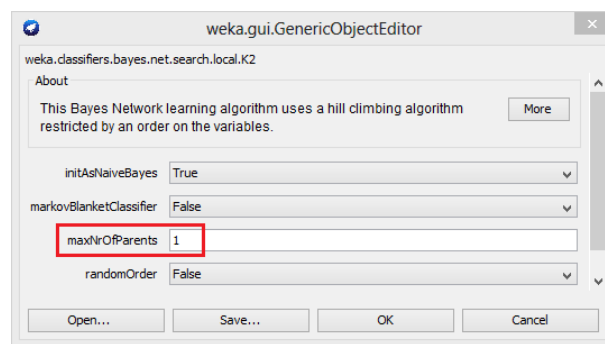 weka.gui.GenericObjectEditor
weka.classifiers.bayes.net.search.local.K2
About
This Bayes Network learning algorithm uses a hill climbing algorithm
restricted by an order on the variables.
More
initAsNaiveBayes True
markovBlanketClassifier False
maxNrOfParents 1
randomOrder False
Open... Save... OK Cancel